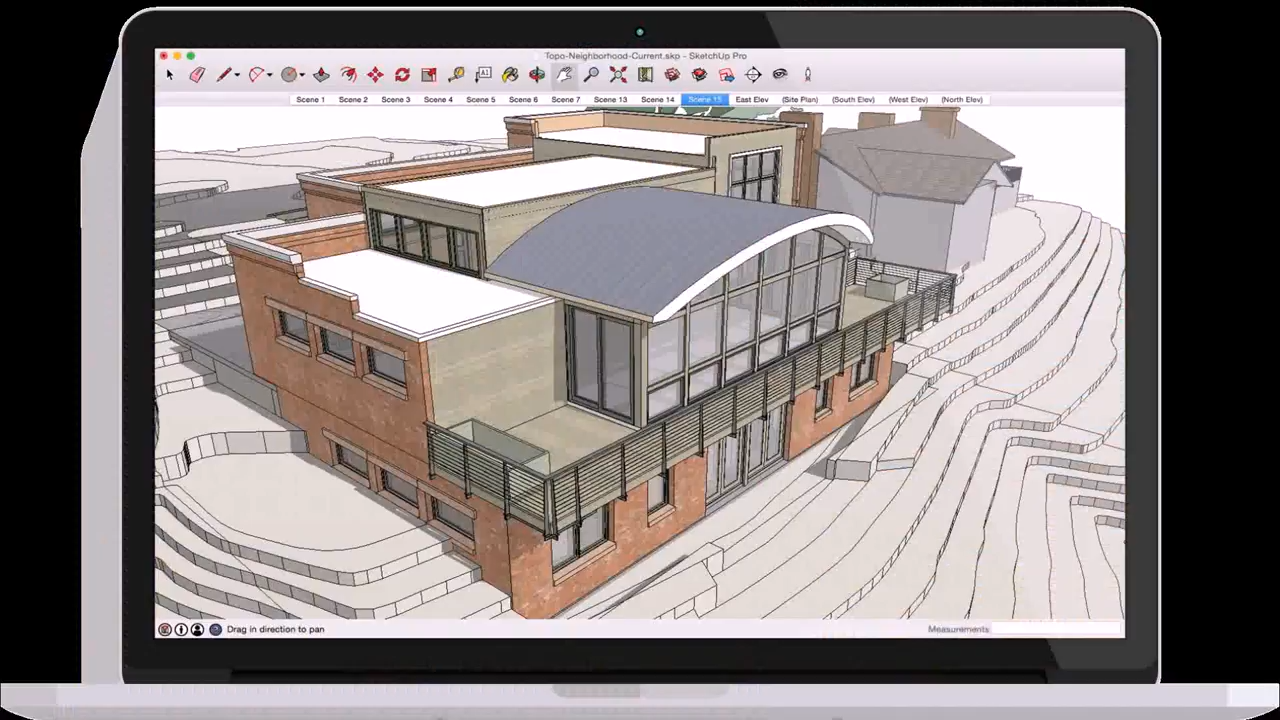 Topo-Neighborhood-Current.skp - SketchUp Pro
A1
Scene 1 Scene 2 Scene 3 Scene 4 Scene 5 Scene 6 Scene 7 Scene 13 Scene 14 Scene 15 East Elev (Site Plan) (South Elev) (West Elev) (North Elev)
Drag in direction to pan Measurements